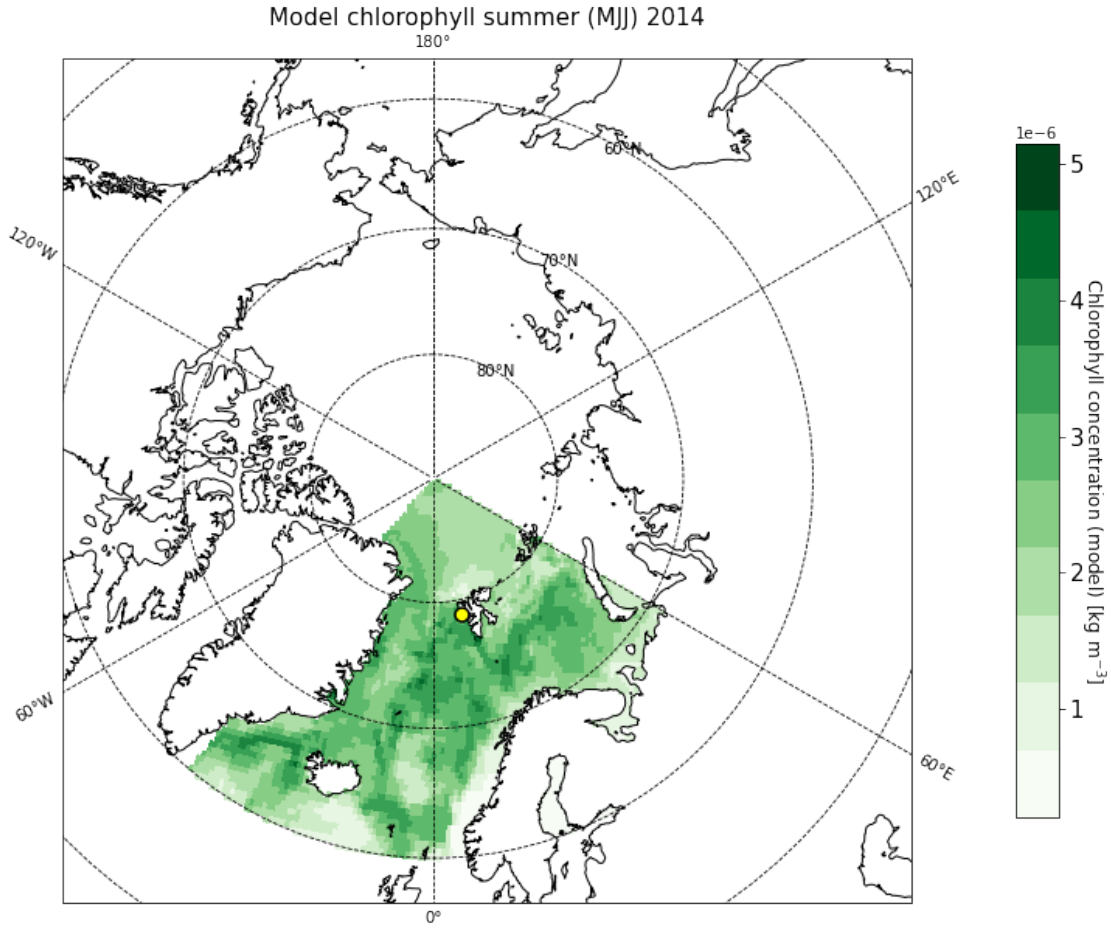 Model chlorophyll summer (MJJ) 2014
180°
60°N
120°E
120°W
70°N
80°N
60°W
60°E
0°
1e−6
5
4
3
2
1
Chlorophyll concentration (model) [kg m⁻³]